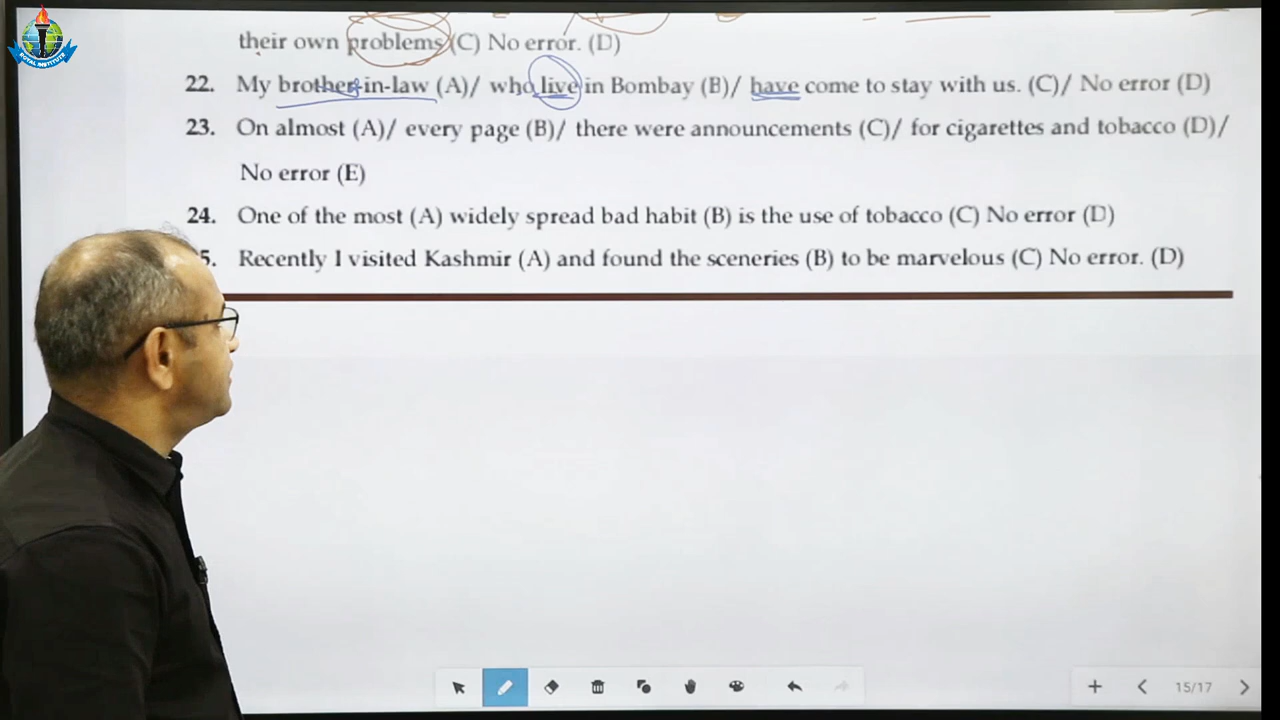 ROYAL INSTITUTE
their own problems (C) No error. (D)
22. My brother-in-law (A)/ who live in Bombay (B)/ have come to stay with us. (C)/ No error (D)
23. On almost (A)/ every page (B)/ there were announcements (C)/ for cigarettes and tobacco (D)/
No error (E)
24. One of the most (A) widely spread bad habit (B) is the use of tobacco (C) No error (D)
5. Recently I visited Kashmir (A) and found the sceneries (B) to be marvelous (C) No error. (D)
15/17